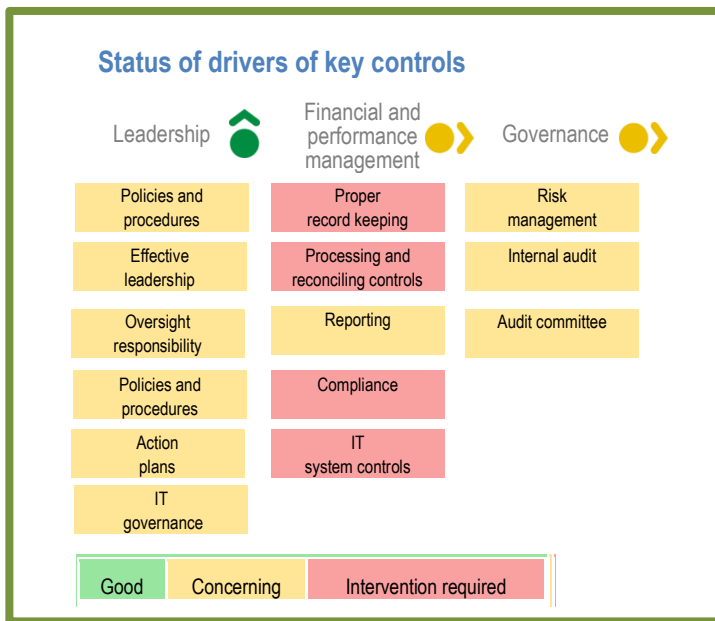 Status of drivers of key controls
Leadership
Financial and
performance
management
Governance
Policies and
procedures
Effective
leadership
Oversight
responsibility
Policies and
procedures
Action
plans
IT
governance
Proper
record keeping
Processing and
reconciling controls
Reporting
Compliance
IT
system controls
Risk
management
Internal audit
Audit committee
Good
Concerning
Intervention required